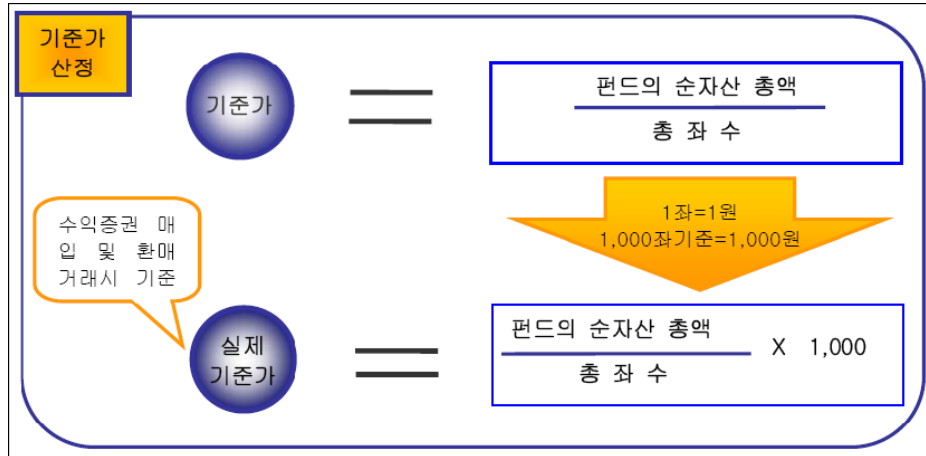 기준가
산정
기준가
펀드의 순자산 총액
총 좌 수
1좌=1원
1,000좌기준=1,000원
수익증권 매
입 및 환매
거래시 기준
실제
기준가
펀드의 순자산 총액
총 좌 수
X 1,000